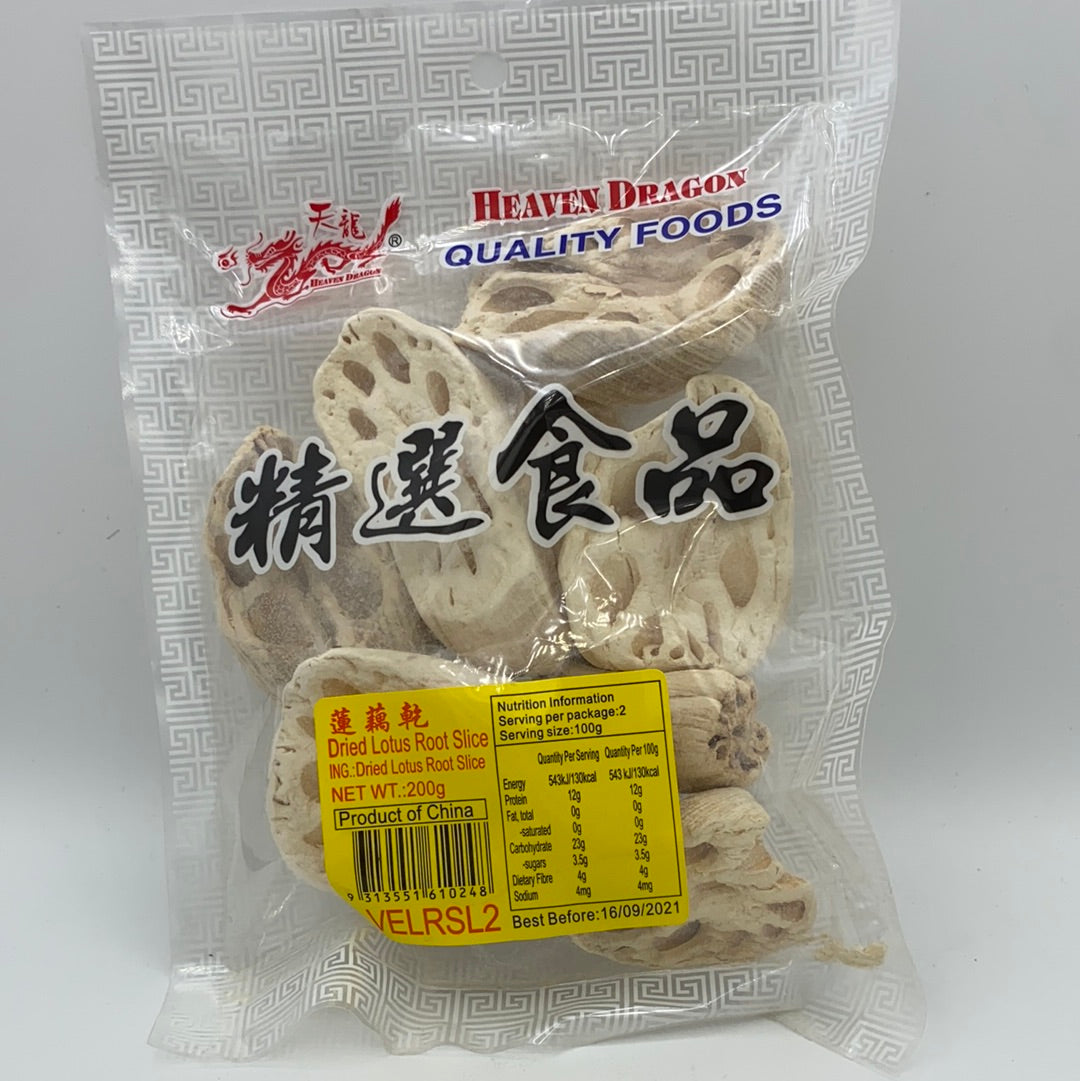 天龍
HEAVEN DRAGON
®
HEAVEN DRAGON
QUALITY FOODS
精選食品
蓮藕乾
Dried Lotus Root Slice
ING.:Dried Lotus Root Slice
NET WT.:200g
Product of China
9 313551 610248
VELRSL2
Nutrition Information
Serving per package:2
Serving size:100g
Quantity Per Serving Quantity Per 100g
Energy 543kJ/130kcal 543 kJ/130kcal
Protein 12g 12g
Fat, total 0g 0g
-saturated 0g 0g
Carbohydrate 23g 23g
-sugars 3.5g 3.5g
Dietary Fibre 4g 4g
Sodium 4mg 4mg
Best Before:16/09/2021